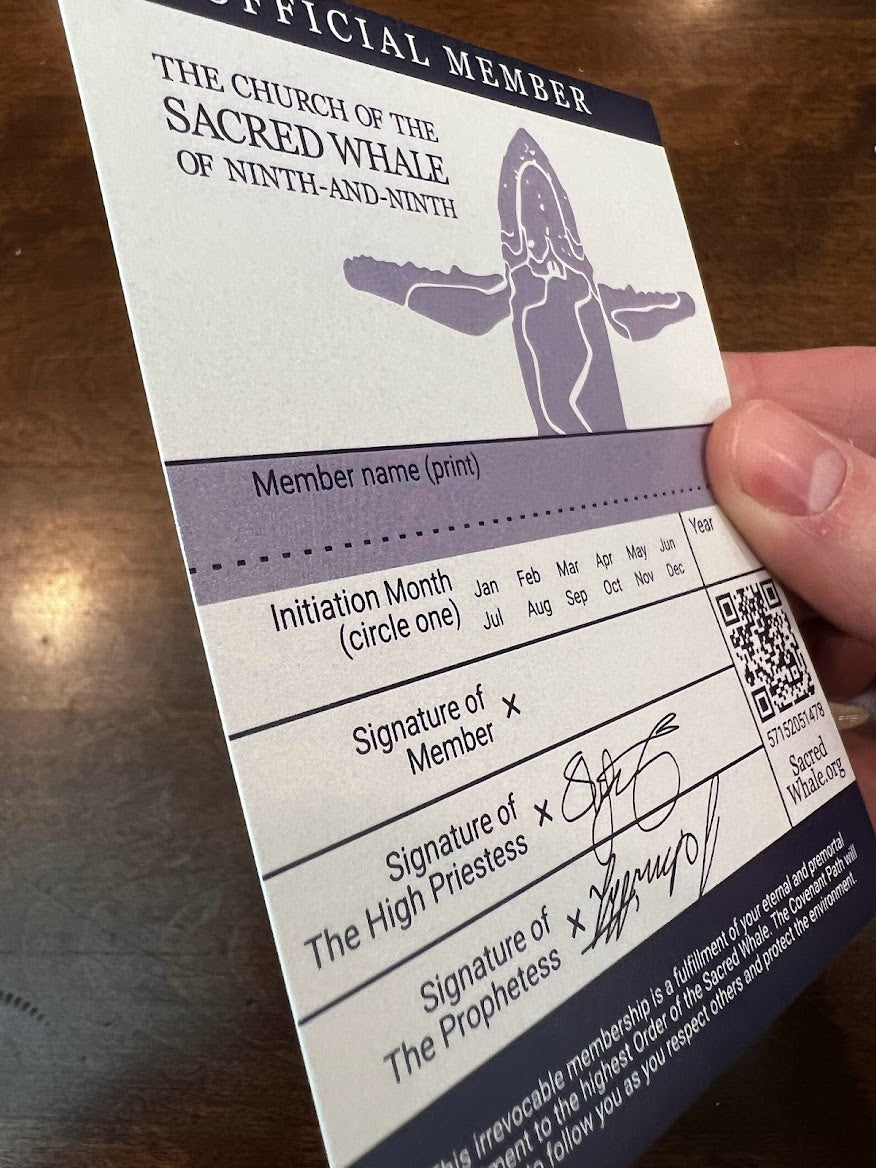 OFFICIAL MEMBER
THE CHURCH OF THE
SACRED WHALE
OF NINTH-AND-NINTH
Member name (print)
Initiation Month
(circle one)
Jan Feb Mar Apr May Jun
Jul Aug Sep Oct Nov Dec
Year
Signature of
Member X
Signature of
The High Priestess X
Signature of
The Prophetess X
57152051478
Sacred
Whale.org
This irrevocable membership is a fulfillment of your eternal and premortal
to the highest Order of the Sacred Whale. The Covenant Path will
to follow you as you respect others and protect the environment.